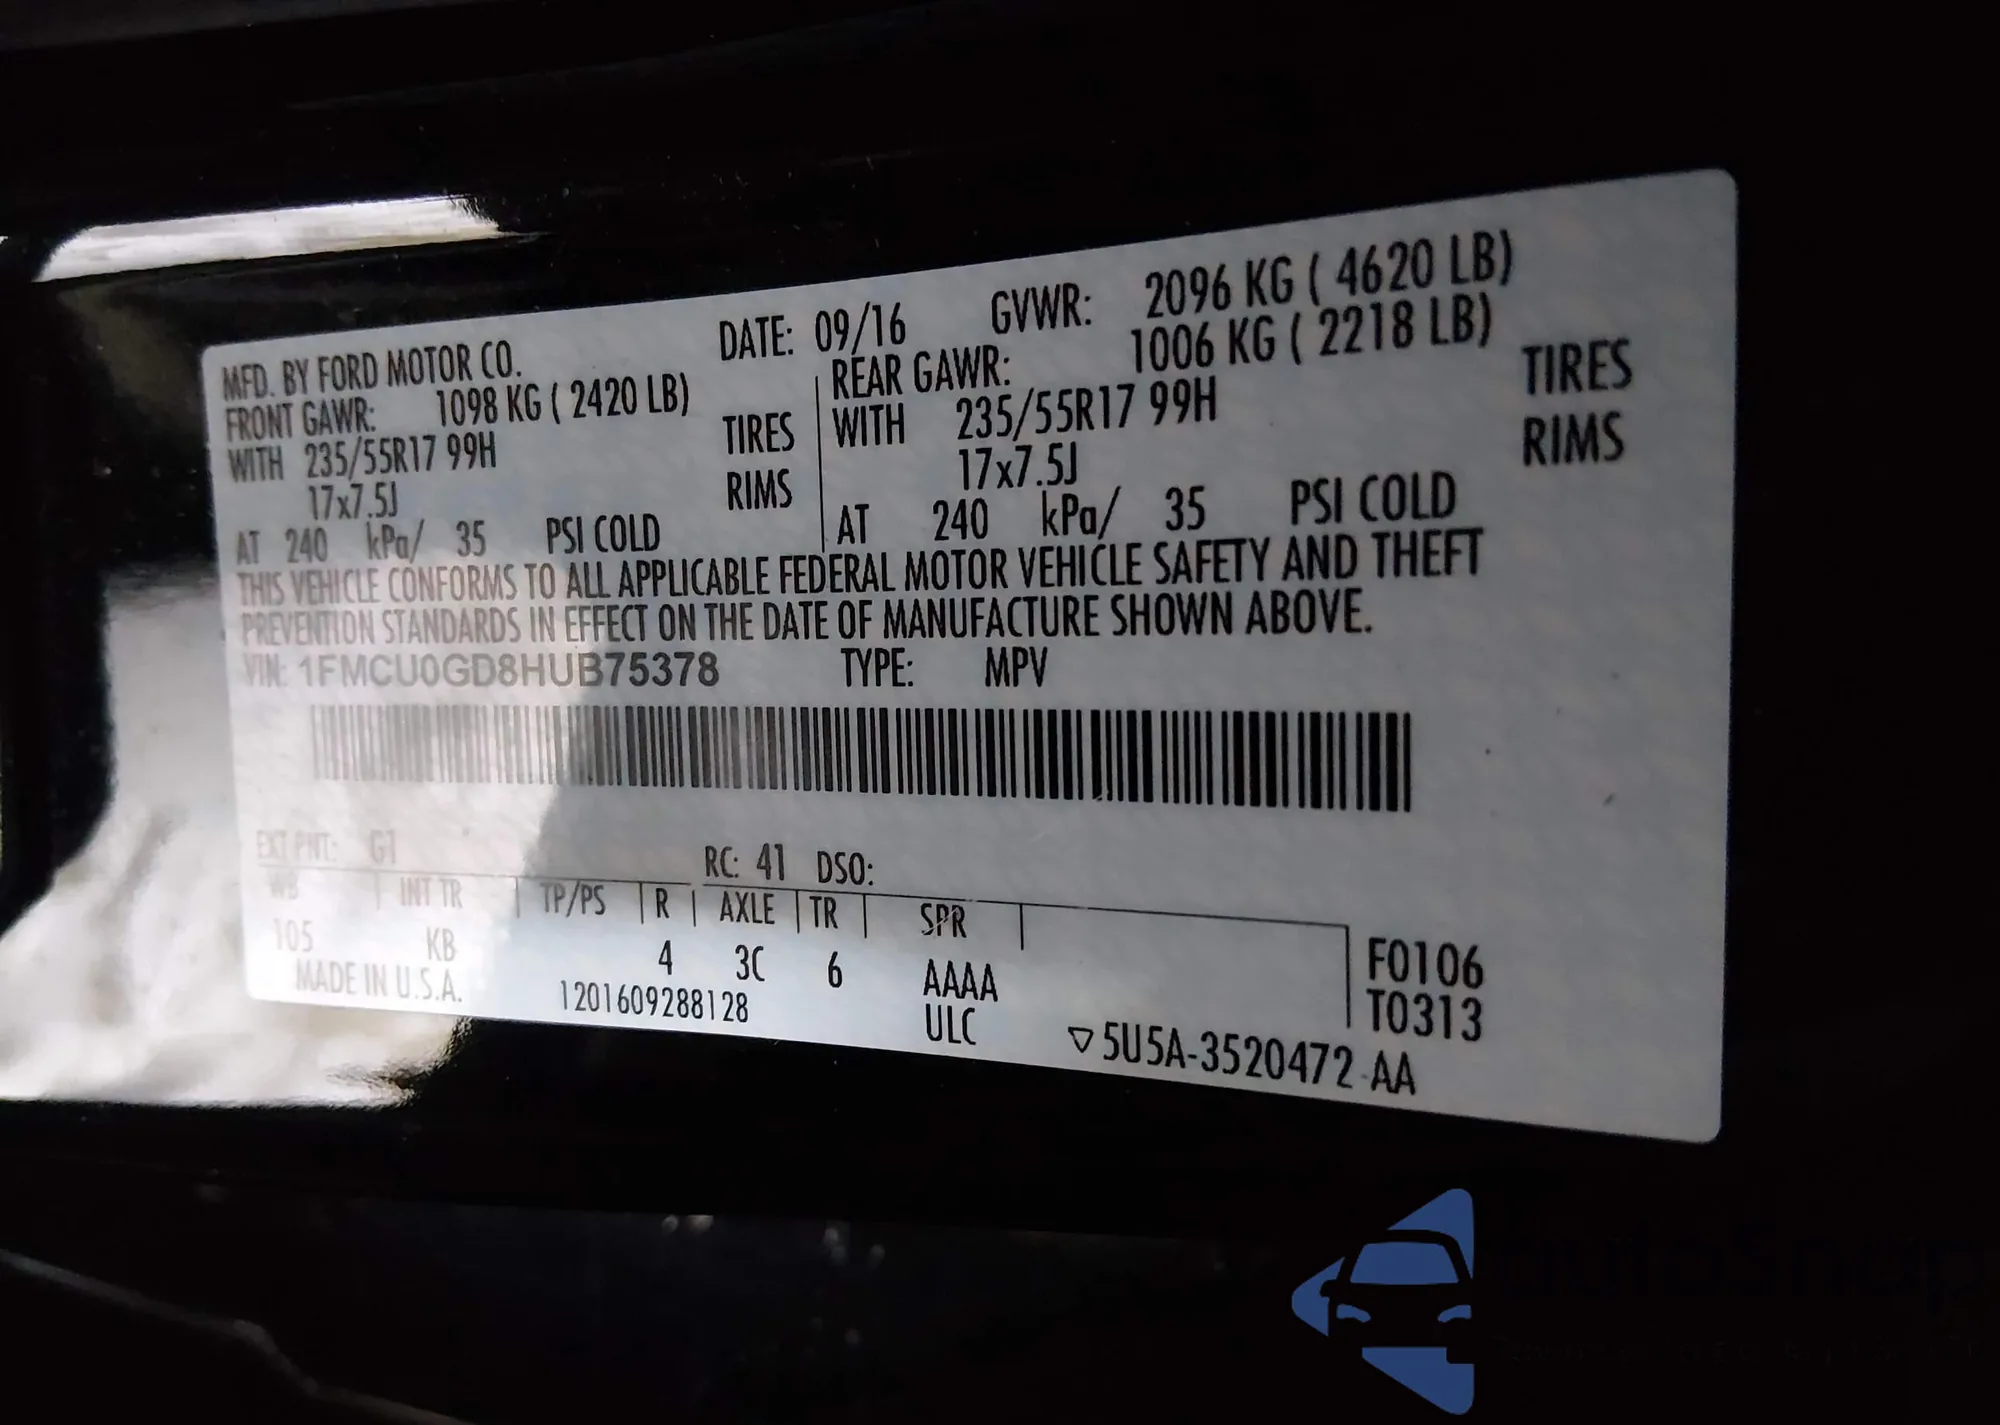 MFD. BY FORD MOTOR CO. DATE: 09/16 GVWR: 2096 KG ( 4620 LB)
FRONT GAWR: 1098 KG ( 2420 LB) REAR GAWR: 1006 KG ( 2218 LB)
WITH 235/55R17 99H TIRES WITH 235/55R17 99H TIRES
17x7.5J RIMS 17x7.5J RIMS
AT 240 kPa/ 35 PSI COLD AT 240 kPa/ 35 PSI COLD
THIS VEHICLE CONFORMS TO ALL APPLICABLE FEDERAL MOTOR VEHICLE SAFETY AND THEFT
PREVENTION STANDARDS IN EFFECT ON THE DATE OF MANUFACTURE SHOWN ABOVE.
VIN: 1FMCU0GD8HUB75378 TYPE: MPV
EXT PNT: G1 RC: 41 DSO:
WB INT TR TP/PS R AXLE TR SPR
105 KB 4 3C 6 AAAA F0106
MADE IN U.S.A. 1201609288128 ULC T0313
▽5U5A-3520472-AA